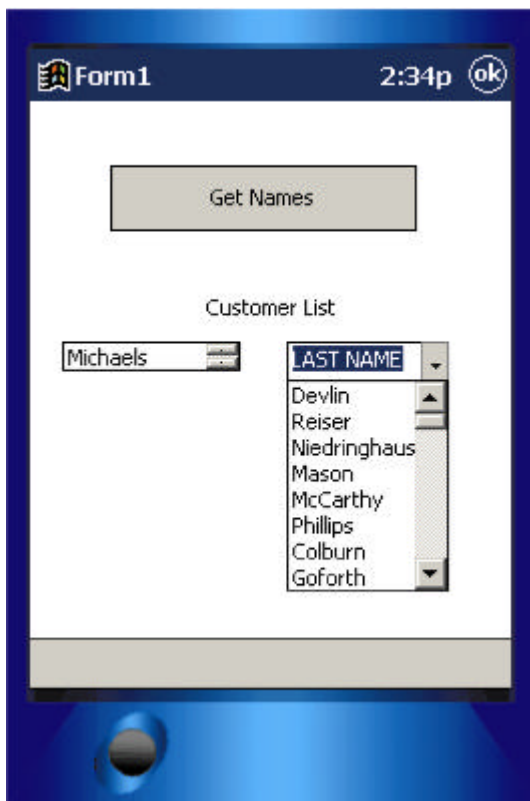 Form1 2:34p ok
Get Names
Customer List
Michaels LAST NAME
Devlin
Reiser
Niedringhaus
Mason
McCarthy
Phillips
Colburn
Goforth